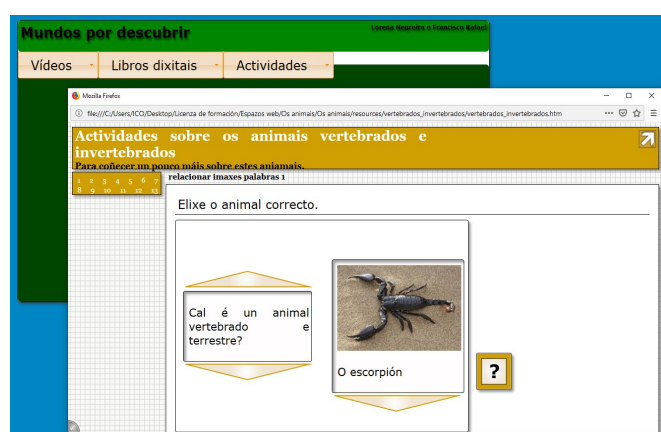 Mundos por descubrir
Lorena Negreira e Francisco Rafael
Vídeos
Libros dixitais
Actividades
Mozilla Firefox
file:///C:/Users/ICO/Desktop/Licenza de formación/Espazos web/Os animais/Os animais/resources/vertebrados_invertebrados/vertebrados_invertebrados.htm
Actividades sobre os animais vertebrados e
invertebrados
Para coñecer un pouco máis sobre estes aniamais.
1 2 3 4 5 6 7
8 9 10 11 12 13
relacionar imaxes palabras 1
Elixe o animal correcto.
Cal é un animal
vertebrado e
terrestre?
O escorpión
?